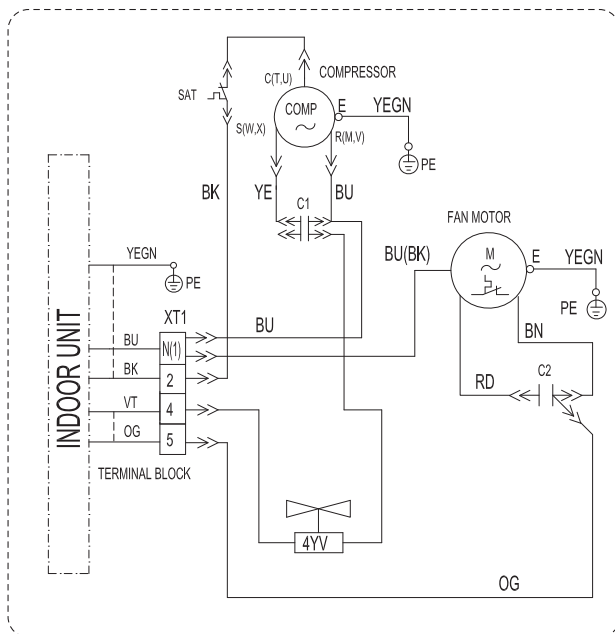 COMPRESSOR
C(T,U)
SAT
COMP
E
YEGN
S(W,X)
R(M,V)
PE
BK
YE
BU
C1
FAN MOTOR
BU(BK)
M
E
YEGN
YEGN
PE
PE
XT1
BU
BU
N(1)
BN
BK
2
C2
RD
VT
4
OG
5
INDOOR UNIT
TERMINAL BLOCK
4YV
OG